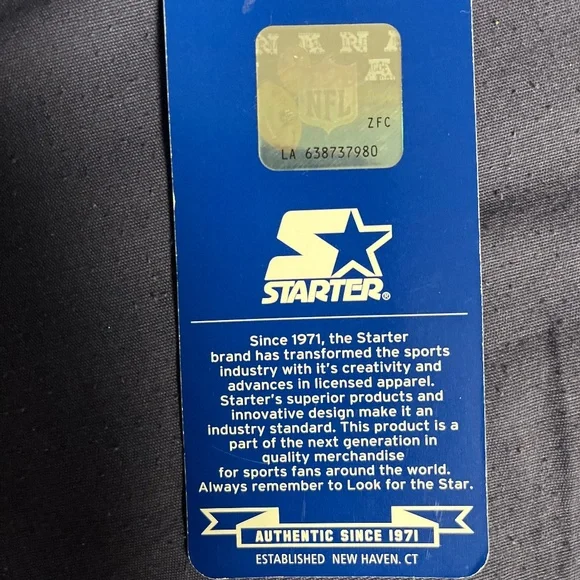 NFL
ZFC
LA 638737980
STARTER®
Since 1971, the Starter
brand has transformed the sports
industry with it's creativity and
advances in licensed apparel.
Starter's superior products and
innovative design make it an
industry standard. This product is a
part of the next generation in
quality merchandise
for sports fans around the world.
Always remember to Look for the Star.
AUTHENTIC SINCE 1971
ESTABLISHED NEW HAVEN. CT